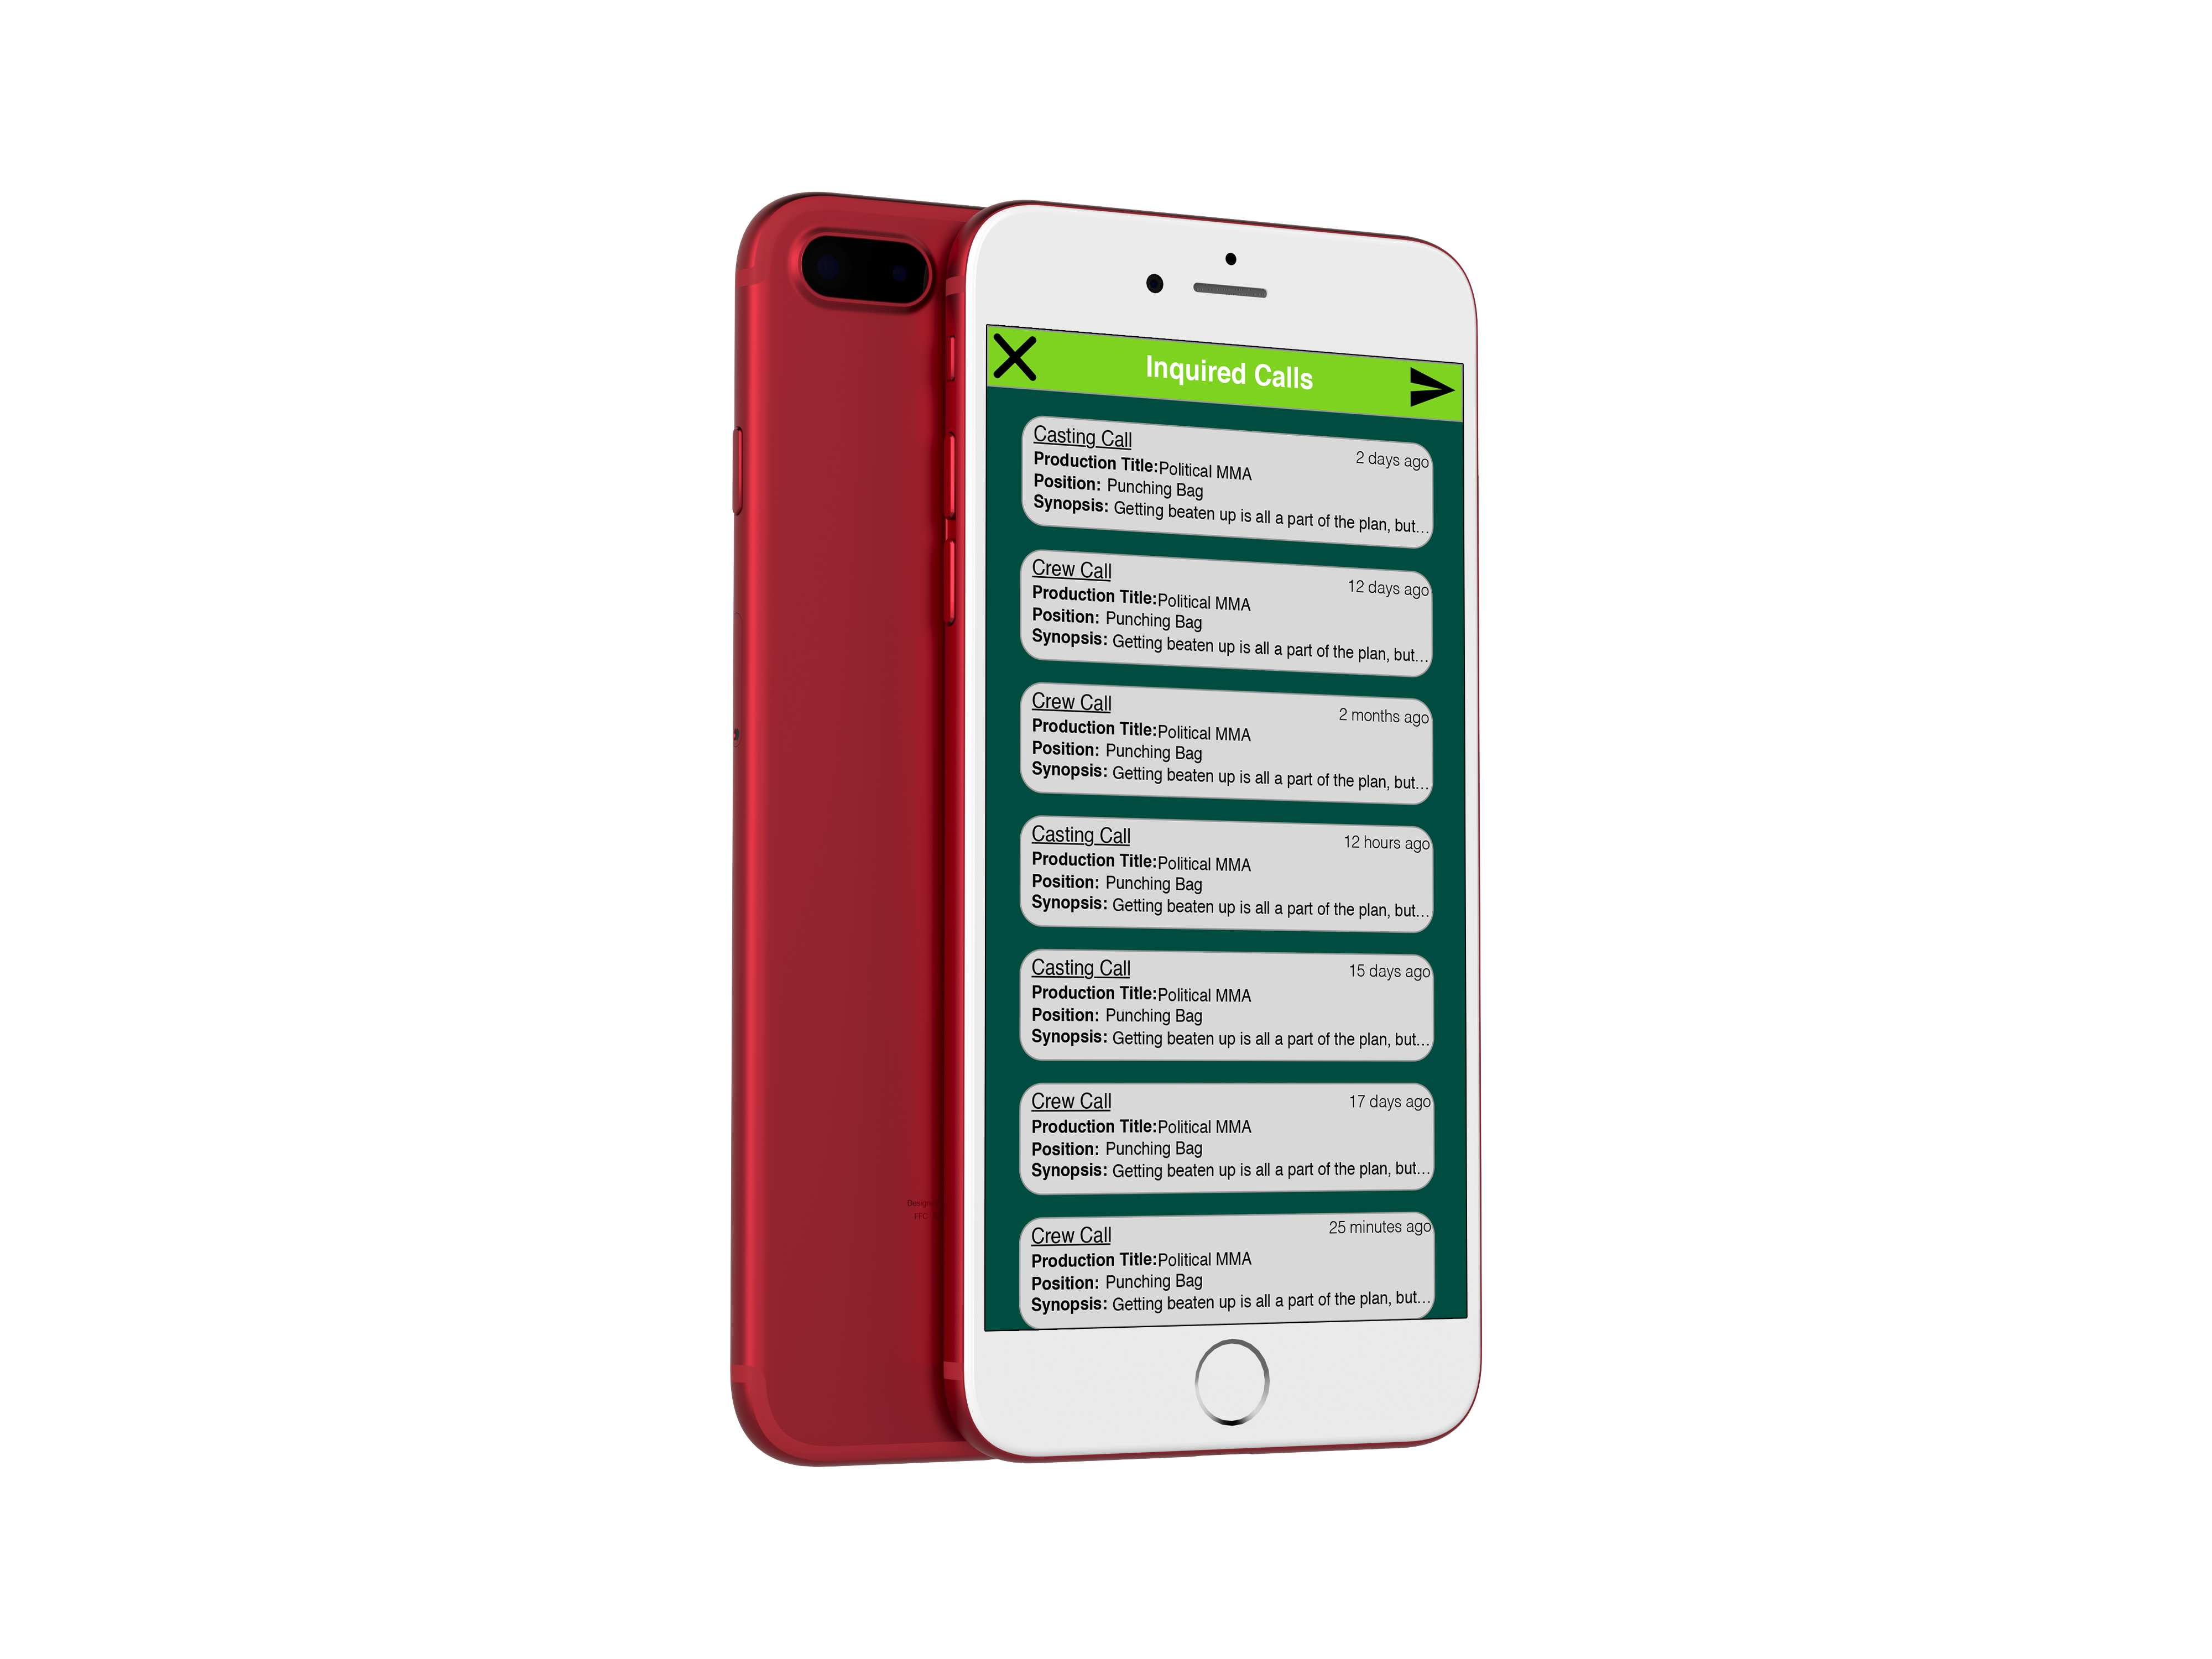 Inquired Calls
Casting Call
2 days ago
Production Title:Political MMA
Position: Punching Bag
Synopsis: Getting beaten up is all a part of the plan, but...
Crew Call
12 days ago
Production Title:Political MMA
Position: Punching Bag
Synopsis: Getting beaten up is all a part of the plan, but...
Crew Call
2 months ago
Production Title:Political MMA
Position: Punching Bag
Synopsis: Getting beaten up is all a part of the plan, but...
Casting Call
12 hours ago
Production Title:Political MMA
Position: Punching Bag
Synopsis: Getting beaten up is all a part of the plan, but...
Casting Call
15 days ago
Production Title:Political MMA
Position: Punching Bag
Synopsis: Getting beaten up is all a part of the plan, but...
Crew Call
17 days ago
Production Title:Political MMA
Position: Punching Bag
Synopsis: Getting beaten up is all a part of the plan, but...
Crew Call
25 minutes ago
Production Title:Political MMA
Position: Punching Bag
Synopsis: Getting beaten up is all a part of the plan, but...